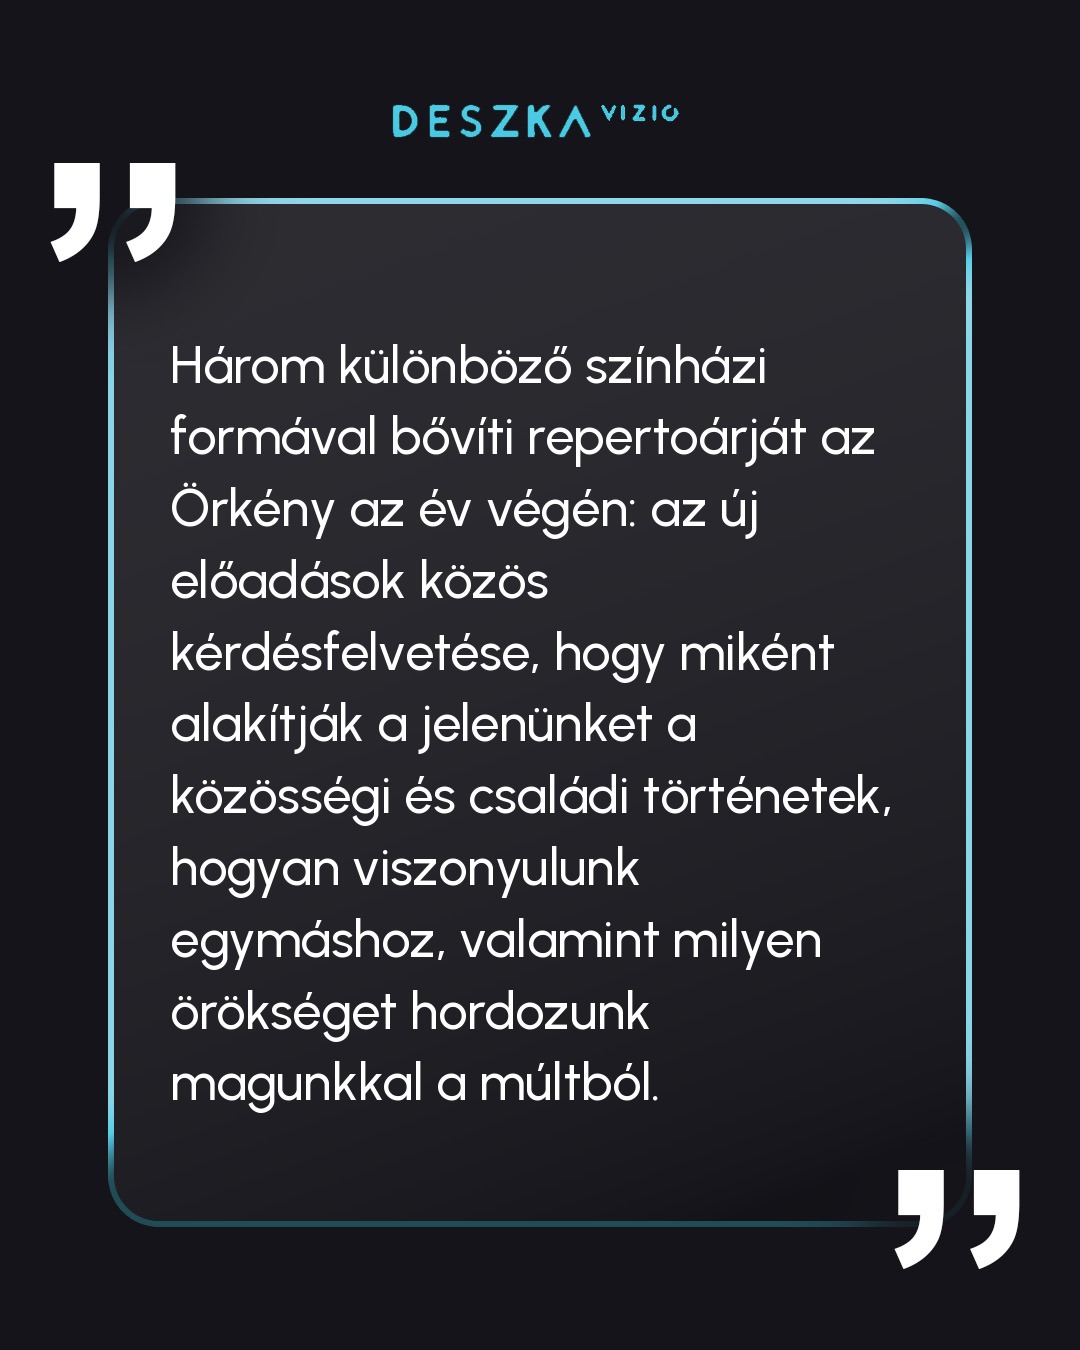 DESZKA VIZIO
”
Három különböző színházi
formával bővíti repertoárját az
Örkény az év végén: az új
előadások közös
kérdésfelvetése, hogy miként
alakítják a jelenünket a
közösségi és családi történetek,
hogyan viszonyulunk
egymáshoz, valamint milyen
örökséget hordozunk
magunkkal a múltból.
”